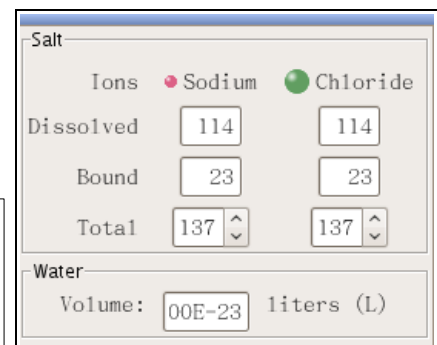 Salt
Ions Sodium Chloride
Dissolved 114 114
Bound 23 23
Total 137 137
Water
Volume: 00E-23 liters (L)